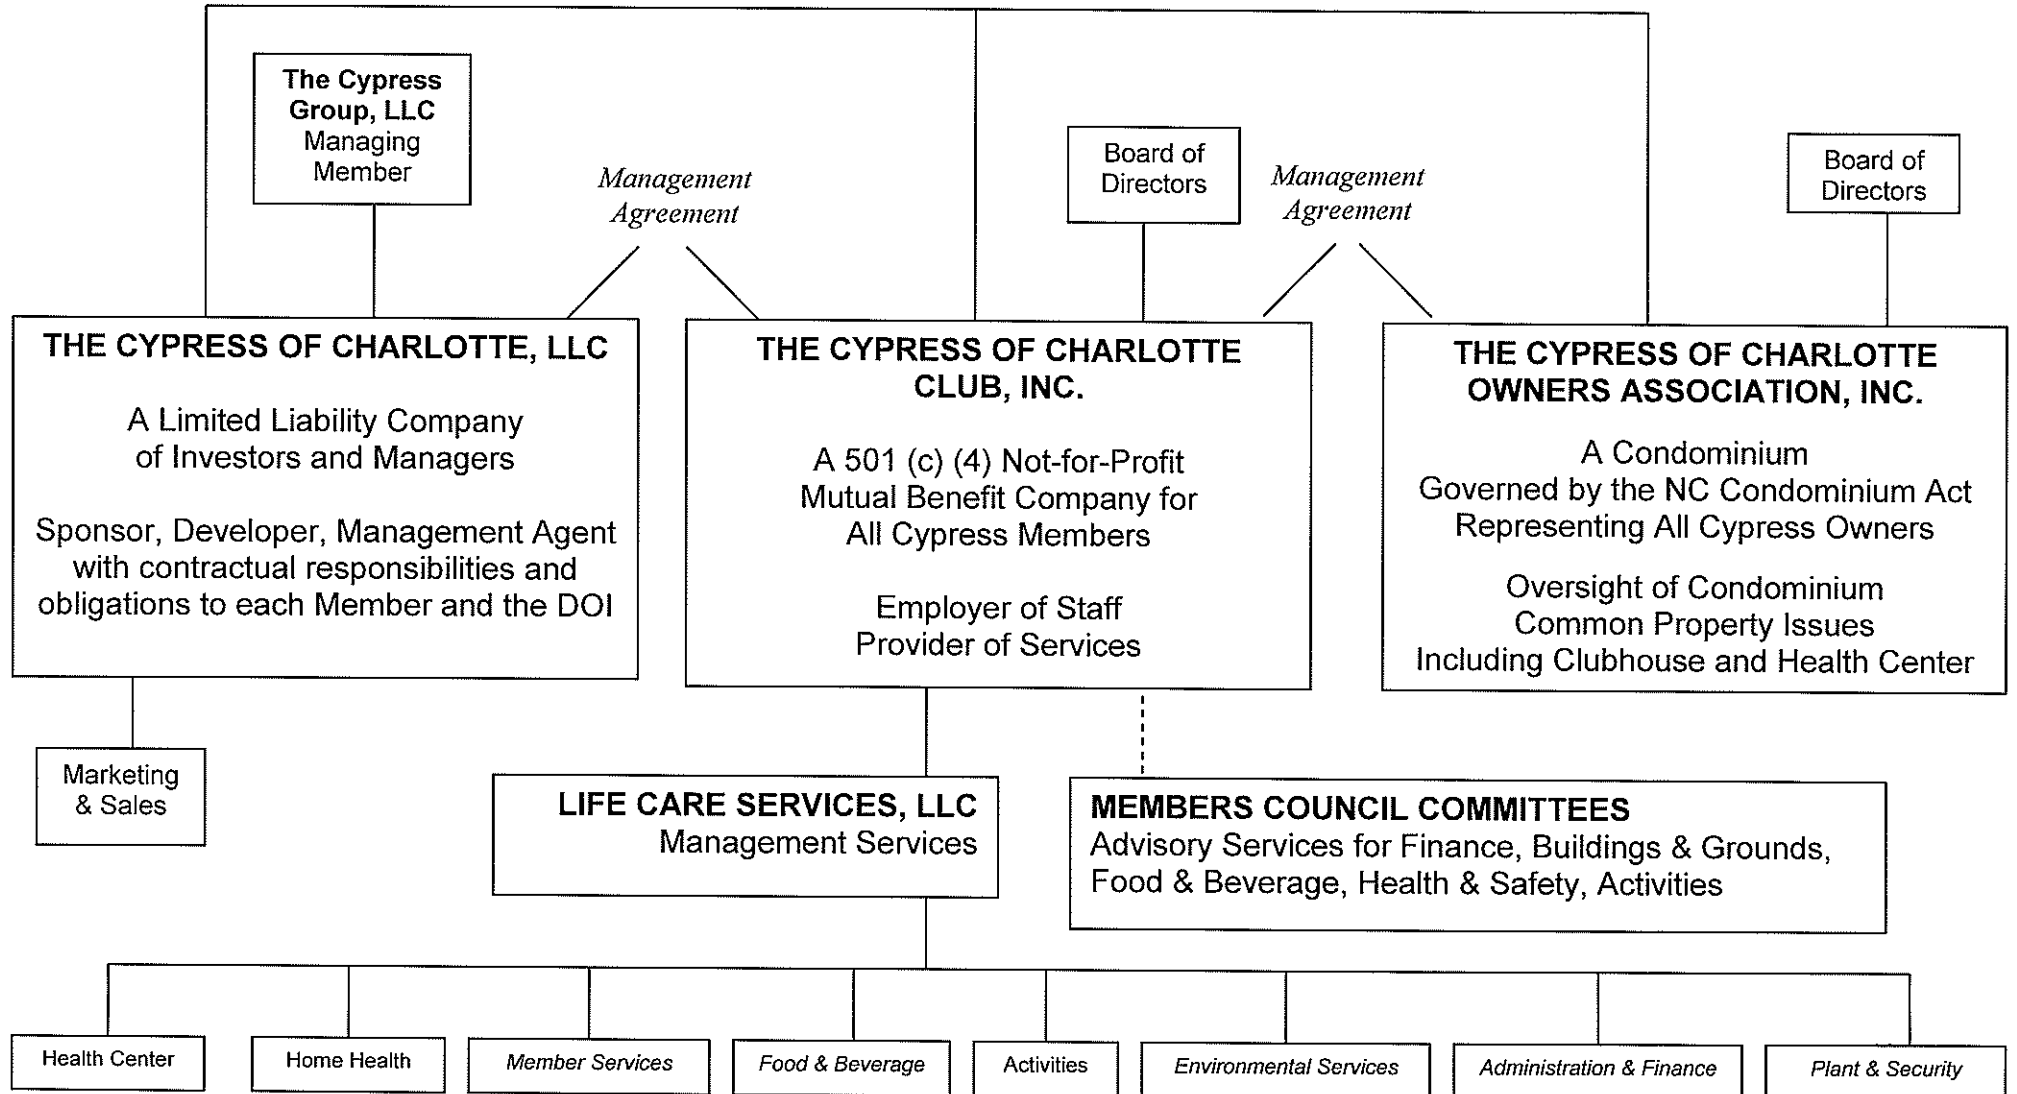 The Cypress
Group, LLC
Managing
Member
Management
Agreement
Board of
Directors
Management
Agreement
Board of
Directors
THE CYPRESS OF CHARLOTTE, LLC
A Limited Liability Company
of Investors and Managers
Sponsor, Developer, Management Agent
with contractual responsibilities and
obligations to each Member and the DOI
THE CYPRESS OF CHARLOTTE
CLUB, INC.
A 501 (c) (4) Not-for-Profit
Mutual Benefit Company for
All Cypress Members
Employer of Staff
Provider of Services
THE CYPRESS OF CHARLOTTE
OWNERS ASSOCIATION, INC.
A Condominium
Governed by the NC Condominium Act
Representing All Cypress Owners
Oversight of Condominium
Common Property Issues
Including Clubhouse and Health Center
Marketing
& Sales
LIFE CARE SERVICES, LLC
Management Services
MEMBERS COUNCIL COMMITTEES
Advisory Services for Finance, Buildings & Grounds,
Food & Beverage, Health & Safety, Activities
Health Center
Home Health
Member Services
Food & Beverage
Activities
Environmental Services
Administration & Finance
Plant & Security